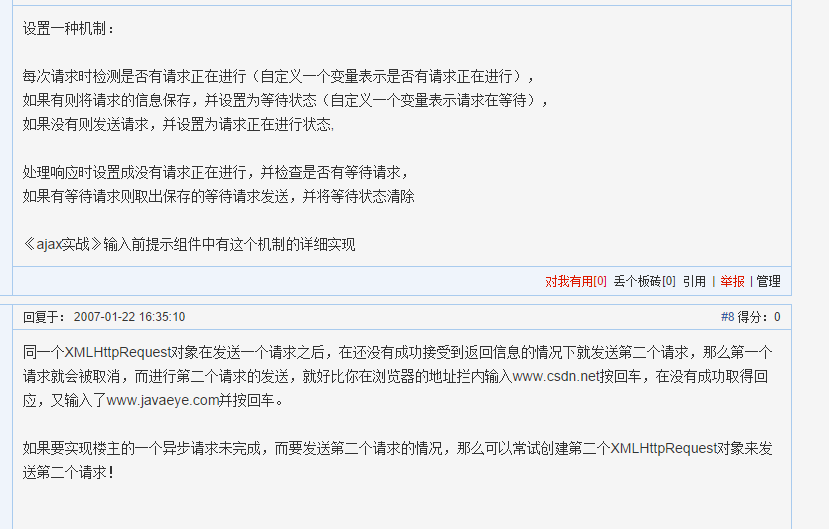 设置一种机制：
每次请求时检测是否有请求正在进行（自定义一个变量表示是否有请求正在进行），
如果有则将请求的信息保存，并设置为等待状态（自定义一个变量表示请求在等待），
如果没有则发送请求，并设置为请求正在进行状态,
处理响应时设置成没有请求正在进行，并检查是否有等待请求，
如果有等待请求则取出保存的等待请求发送，并将等待状态清除
《ajax实战》输入前提示组件中有这个机制的详细实现
对我有用[0] 丢个板砖[0] 引用 | 举报 | 管理
回复于： 2007-01-22 16:35:10 #8 得分：0
同一个XMLHttpRequest对象在发送一个请求之后，在还没有成功接受到返回信息的情况下就发送第二个请求，那么第一个
请求就会被取消，而进行第二个请求的发送，就好比你在浏览器的地址拦内输入www.csdn.net按回车，在没有成功取得回
应，又输入了www.javaeye.com并按回车。
如果要实现楼主的一个异步请求未完成，而要发送第二个请求的情况，那么可以常试创建第二个XMLHttpRequest对象来发
送第二个请求！